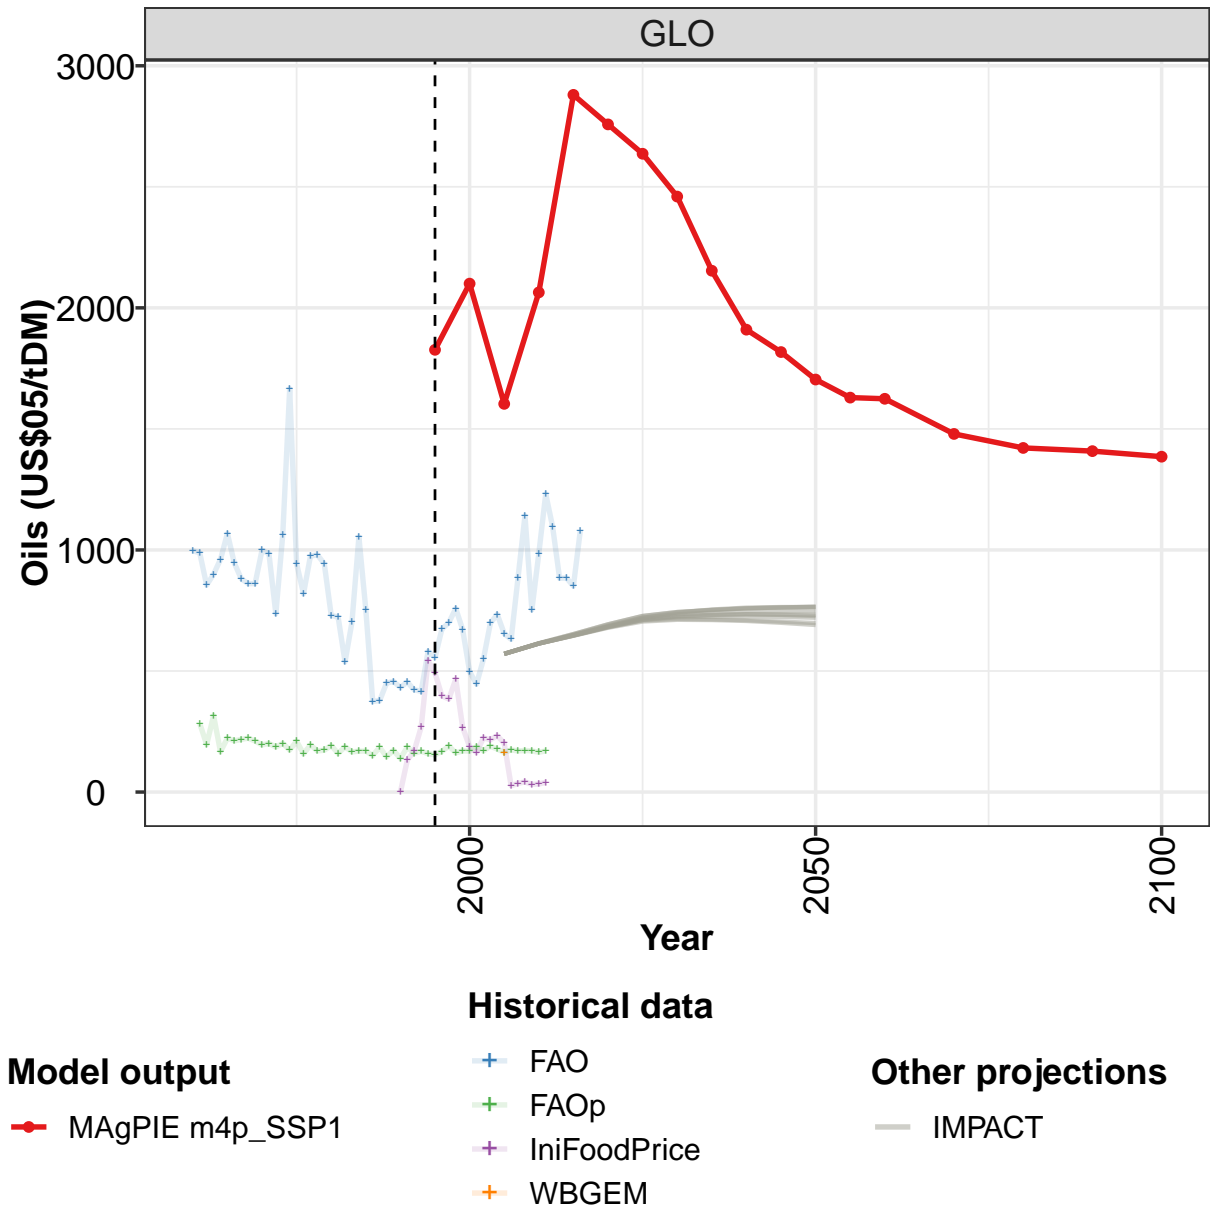 GLO
3000
2000
1000
0
Oils (US$05/tDM)
2000
2050
2100
Year
Historical data
FAO
FAOp
IniFoodPrice
WBGEM
Model output
MAgPIE m4p_SSP1
Other projections
IMPACT